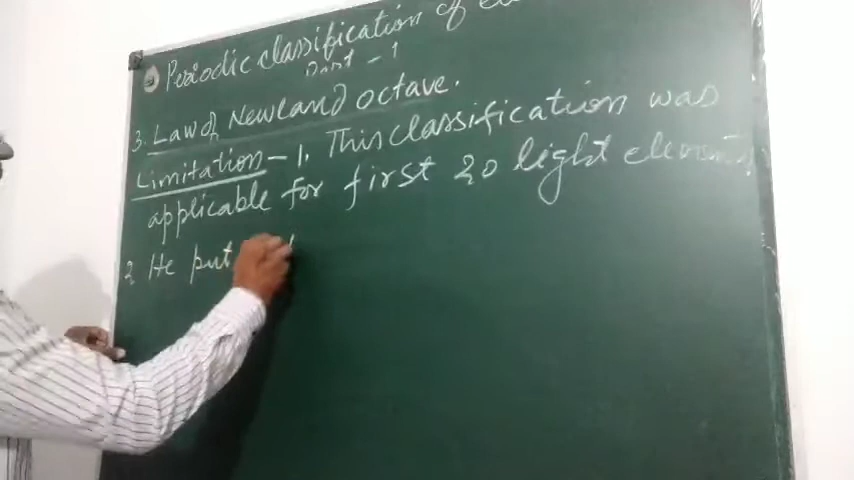 Periodic classification of
Part - 1
3. Law of Newland octave.
Limitation - 1. This classification was
applicable for first 20 light elements
2 He put